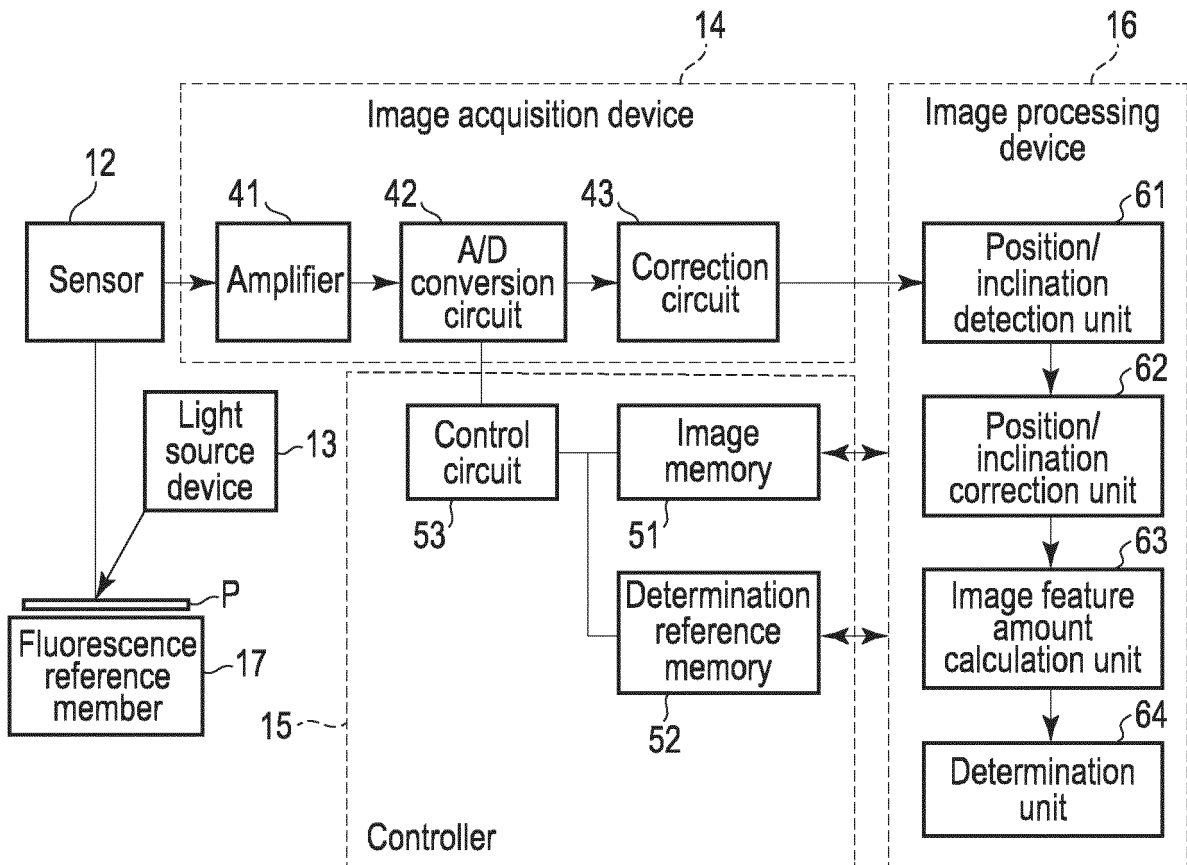 14
16
Image acquisition device
Image processing
device
12
41
42
43
61
Sensor
Amplifier
A/D
conversion
circuit
Correction
circuit
Position/
inclination
detection unit
62
Light
source
device
13
Control
circuit
53
Image
memory
51
Position/
inclination
correction unit
63
P
Fluorescence
reference
member
17
Determination
reference
memory
52
Image feature
amount
calculation unit
64
15
Determination
unit
Controller